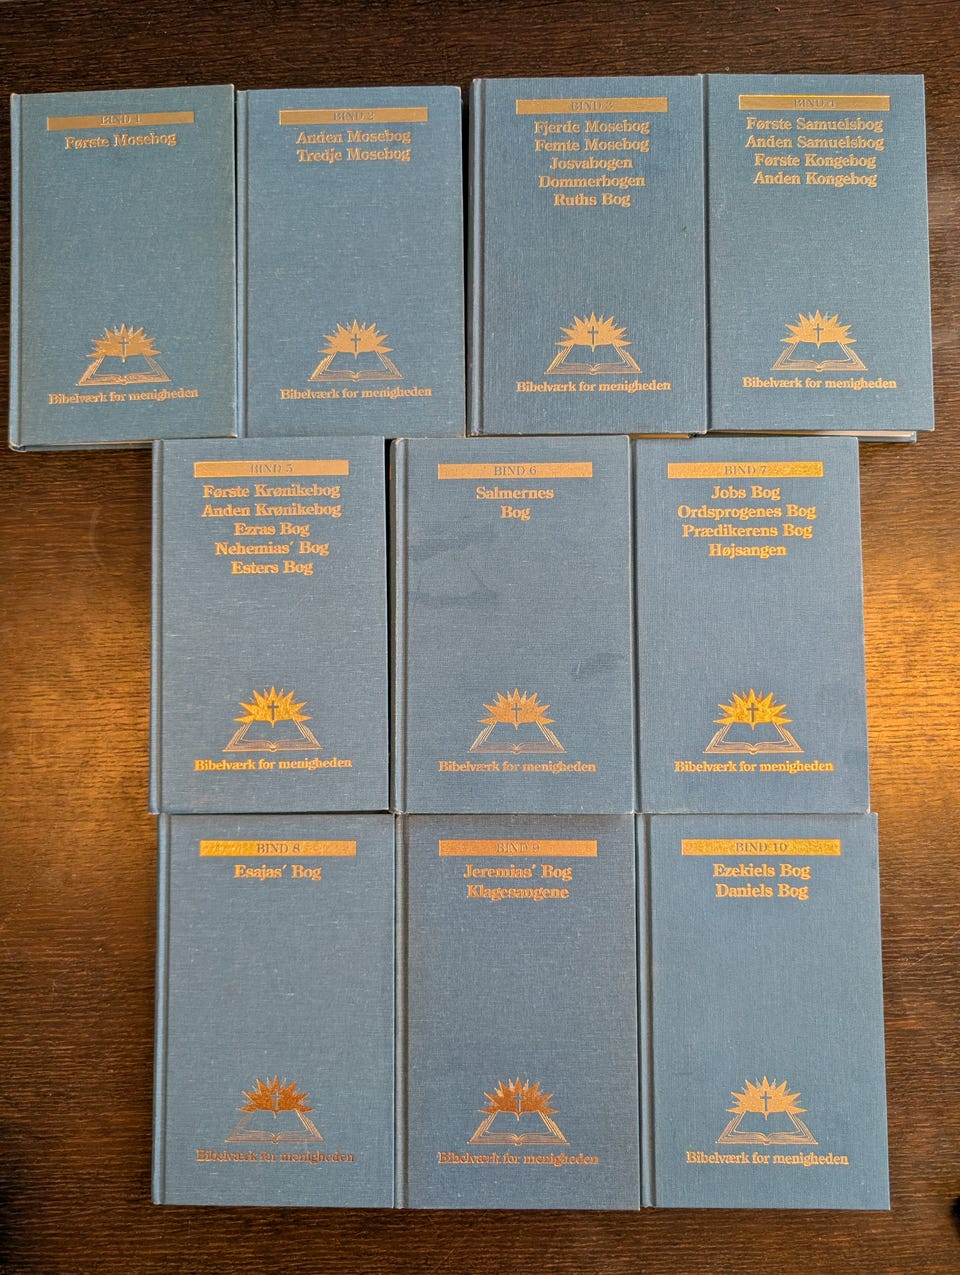 BIND 1
Første Mosebog
Bibelværk for menigheden
BIND 2
Anden Mosebog
Tredje Mosebog
Bibelværk for menigheden
BIND 3
Fjerde Mosebog
Femte Mosebog
Josvabogen
Dommerbogen
Ruths Bog
Bibelværk for menigheden
BIND 4
Første Samuelsbog
Anden Samuelsbog
Første Kongebog
Anden Kongebog
Bibelværk for menigheden
BIND 5
Første Krønikebog
Anden Krønikebog
Ezras Bog
Nehemias´ Bog
Esters Bog
Bibelværk for menigheden
BIND 6
Salmernes
Bog
Bibelværk for menigheden
BIND 7
Jobs Bog
Ordsprogenes Bog
Prædikerens Bog
Højsangen
Bibelværk for menigheden
BIND 8
Esajas´ Bog
Bibelværk for menigheden
BIND 9
Jeremias´ Bog
Klagesangene
Bibelværk for menigheden
BIND 10
Ezekiels Bog
Daniels Bog
Bibelværk for menigheden